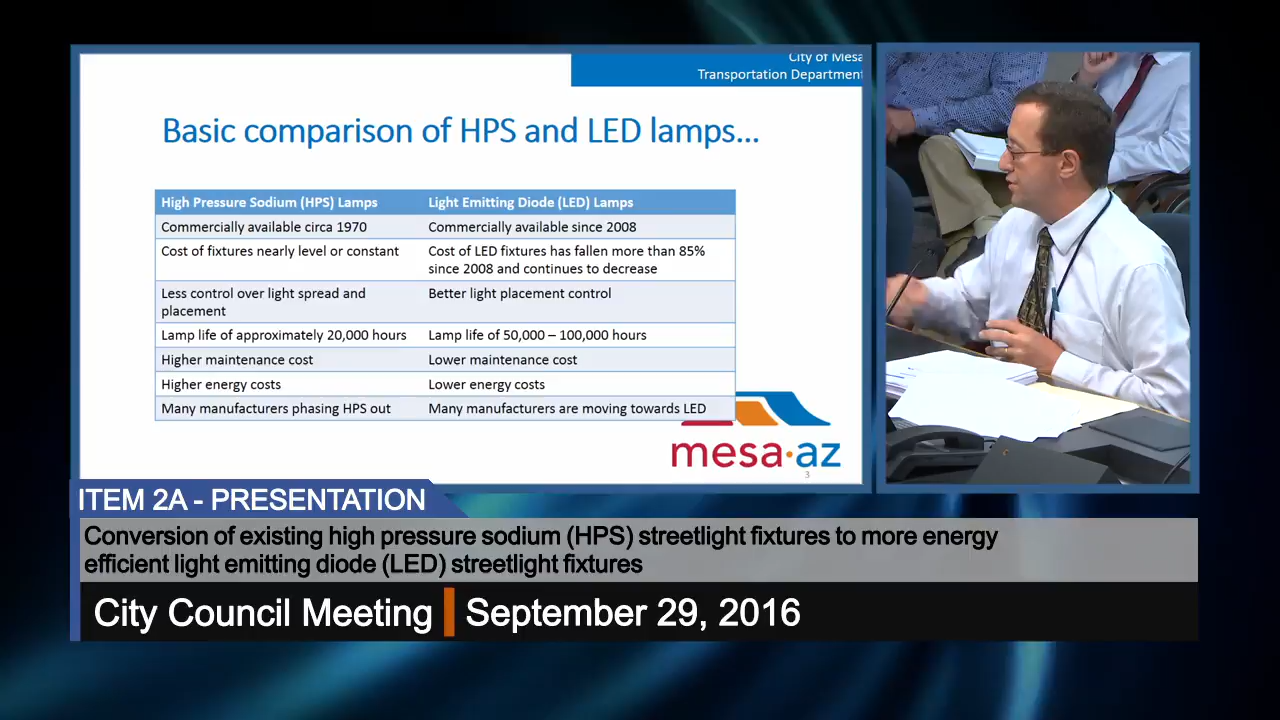 City of Mesa
Transportation Department
Basic comparison of HPS and LED lamps...
High Pressure Sodium (HPS) Lamps
Light Emitting Diode (LED) Lamps
Commercially available circa 1970
Commercially available since 2008
Cost of fixtures nearly level or constant
Cost of LED fixtures has fallen more than 85%
since 2008 and continues to decrease
Less control over light spread and
placement
Better light placement control
Lamp life of approximately 20,000 hours
Lamp life of 50,000 – 100,000 hours
Higher maintenance cost
Lower maintenance cost
Higher energy costs
Lower energy costs
Many manufacturers phasing HPS out
Many manufacturers are moving towards LED
mesa·az
3
ITEM 2A - PRESENTATION
Conversion of existing high pressure sodium (HPS) streetlight fixtures to more energy
efficient light emitting diode (LED) streetlight fixtures
City Council Meeting
September 29, 2016